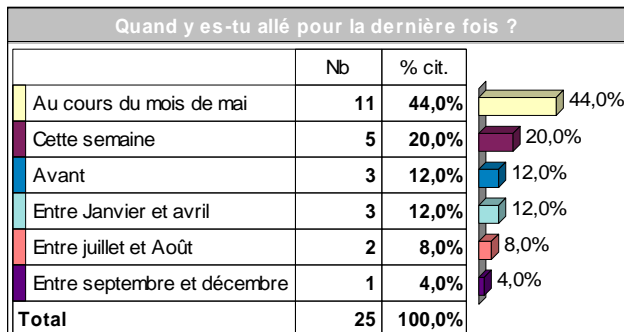 Quand y es-tu allé pour la dernière fois ?
Nb % cit.
Au cours du mois de mai 11 44,0% 44,0%
Cette semaine 5 20,0% 20,0%
Avant 3 12,0% 12,0%
Entre Janvier et avril 3 12,0% 12,0%
Entre juillet et Août 2 8,0% 8,0%
Entre septembre et décembre 1 4,0% 4,0%
Total 25 100,0%